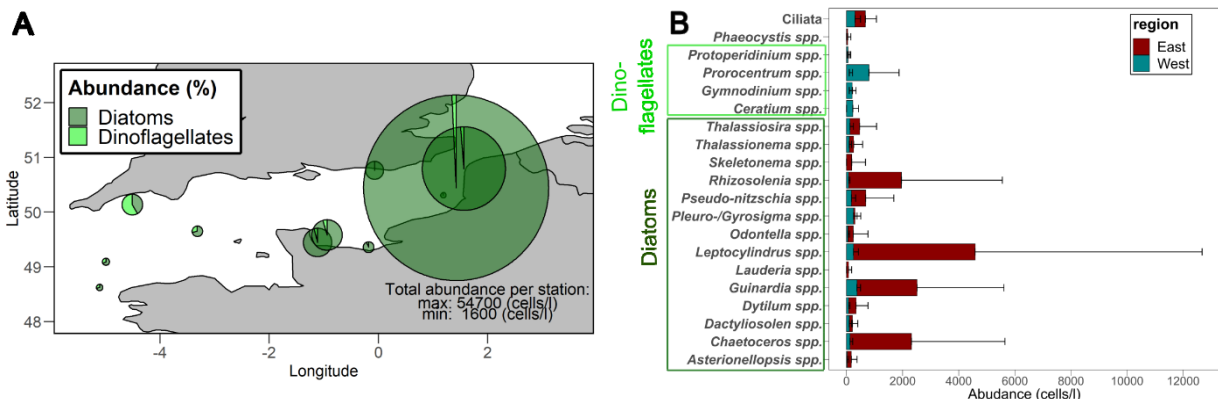 A
Abundance (%)
Diatoms
Dinoflagellates
52
51
50
49
48
Latitude
-4
-2
0
2
Longitude
Total abundance per station:
max: 54700 (cells/l)
min: 1600 (cells/l)
B
region
East
West
Dino-
flagellates
Diatoms
Ciliata
Phaeocystis spp.
Protoperidinium spp.
Prorocentrum spp.
Gymnodinium spp.
Ceratium spp.
Thalassiosira spp.
Thalassionema spp.
Skeletonema spp.
Rhizosolenia spp.
Pseudo-nitzschia spp.
Pleuro-/Gyrosigma spp.
Odontella spp.
Leptocylindrus spp.
Lauderia spp.
Guinardia spp.
Dytilum spp.
Dactyliosolen spp.
Chaetoceros spp.
Asterionellopsis spp.
0
2000
4000
6000
8000
10000
12000
Abudance (cells/l)